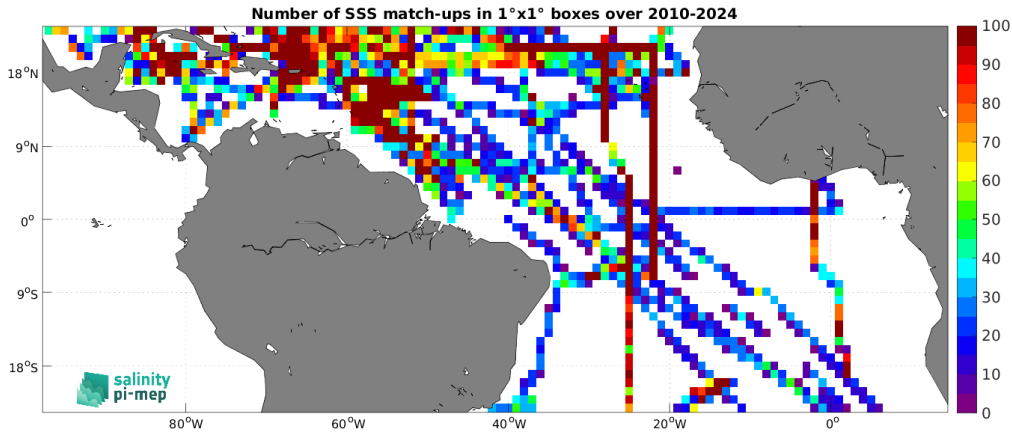 Number of SSS match-ups in 1°x1° boxes over 2010-2024
100
90
80
70
60
50
40
30
20
10
0
18°N
9°N
0°
9°S
18°S
80°W
60°W
40°W
20°W
0°
salinity
pi-mep